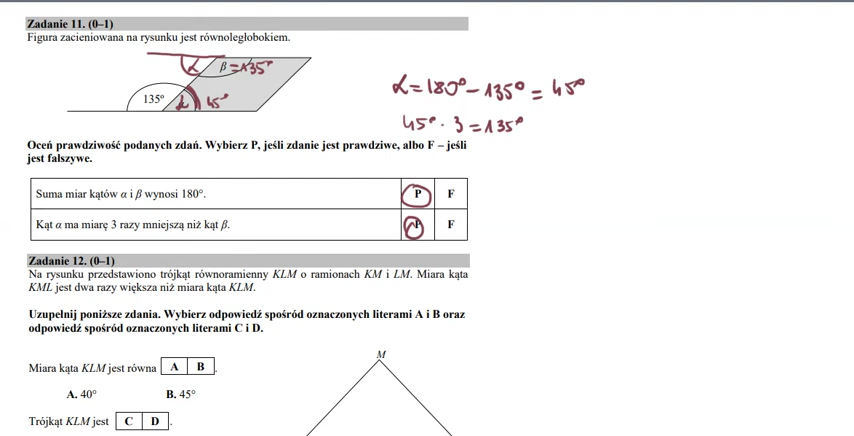 Zadanie 11. (0–1)
Figura zacieniowana na rysunku jest równoległobokiem.
α β = 135°
135° α 45°
α = 180° − 135° = 45°
45° · 3 = 135°
Oceń prawdziwość podanych zdań. Wybierz P, jeśli zdanie jest prawdziwe, albo F – jeśli
jest fałszywe.
Suma miar kątów α i β wynosi 180°. P F
Kąt α ma miarę 3 razy mniejszą niż kąt β. P F
Zadanie 12. (0–1)
Na rysunku przedstawiono trójkąt równoramienny KLM o ramionach KM i LM. Miara kąta
KML jest dwa razy większa niż miara kąta KLM.
Uzupełnij poniższe zdania. Wybierz odpowiedź spośród oznaczonych literami A i B oraz
odpowiedź spośród oznaczonych literami C i D.
M
Miara kąta KLM jest równa A B .
A. 40° B. 45°
Trójkąt KLM jest C D .